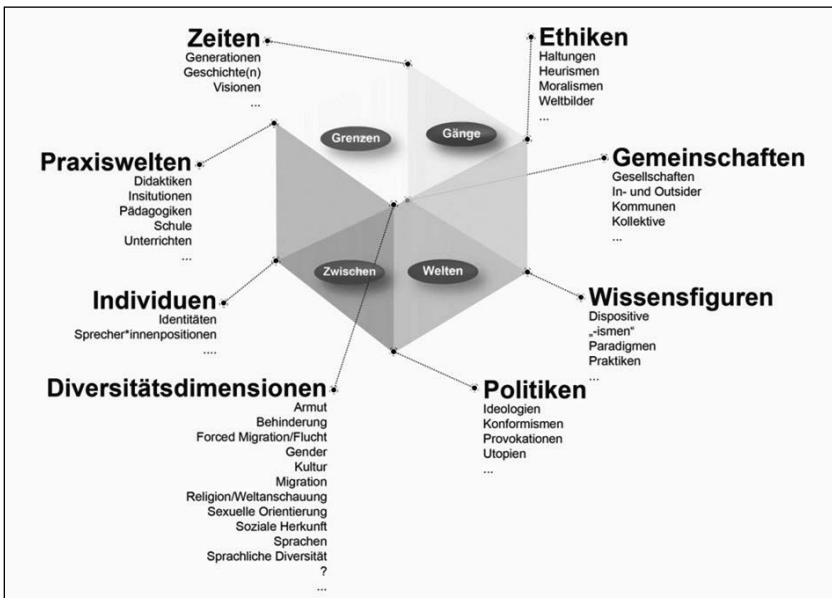 Zeiten
Generationen
Geschichte(n)
Visionen
...
Ethiken
Haltungen
Heurismen
Moralismen
Weltbilder
...
Grenzen
Gänge
Praxiswelten
Didaktiken
Insitutionen
Pädagogiken
Schule
Unterrichten
...
Gemeinschaften
Gesellschaften
In- und Outsider
Kommunen
Kollektive
...
Zwischen
Welten
Individuen
Identitäten
Sprecher*innenpositionen
....
Wissensfiguren
Dispositive
„-ismen“
Paradigmen
Praktiken
...
Diversitätsdimensionen
Armut
Behinderung
Forced Migration/Flucht
Gender
Kultur
Migration
Religion/Weltanschauung
Sexuelle Orientierung
Soziale Herkunft
Sprachen
Sprachliche Diversität
?
...
Politiken
Ideologien
Konformismen
Provokationen
Utopien
...